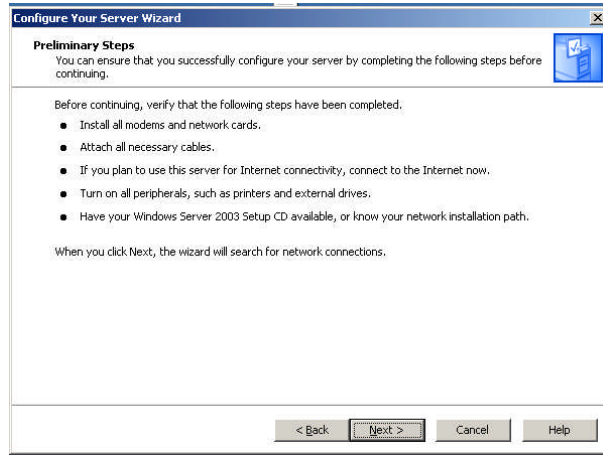 Configure Your Server Wizard
Preliminary Steps
You can ensure that you successfully configure your server by completing the following steps before
continuing.
Before continuing, verify that the following steps have been completed.
● Install all modems and network cards.
● Attach all necessary cables.
● If you plan to use this server for Internet connectivity, connect to the Internet now.
● Turn on all peripherals, such as printers and external drives.
● Have your Windows Server 2003 Setup CD available, or know your network installation path.
When you click Next, the wizard will search for network connections.
< Back Next > Cancel Help